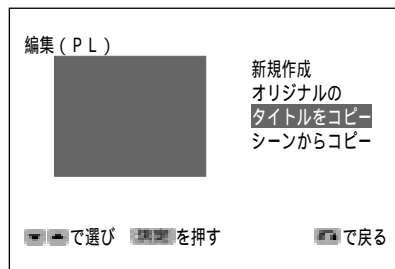 編集（ＰＬ）
新規作成
オリジナルの
タイトルをコピー
シーンからコピー
で選び
を押す
で戻る